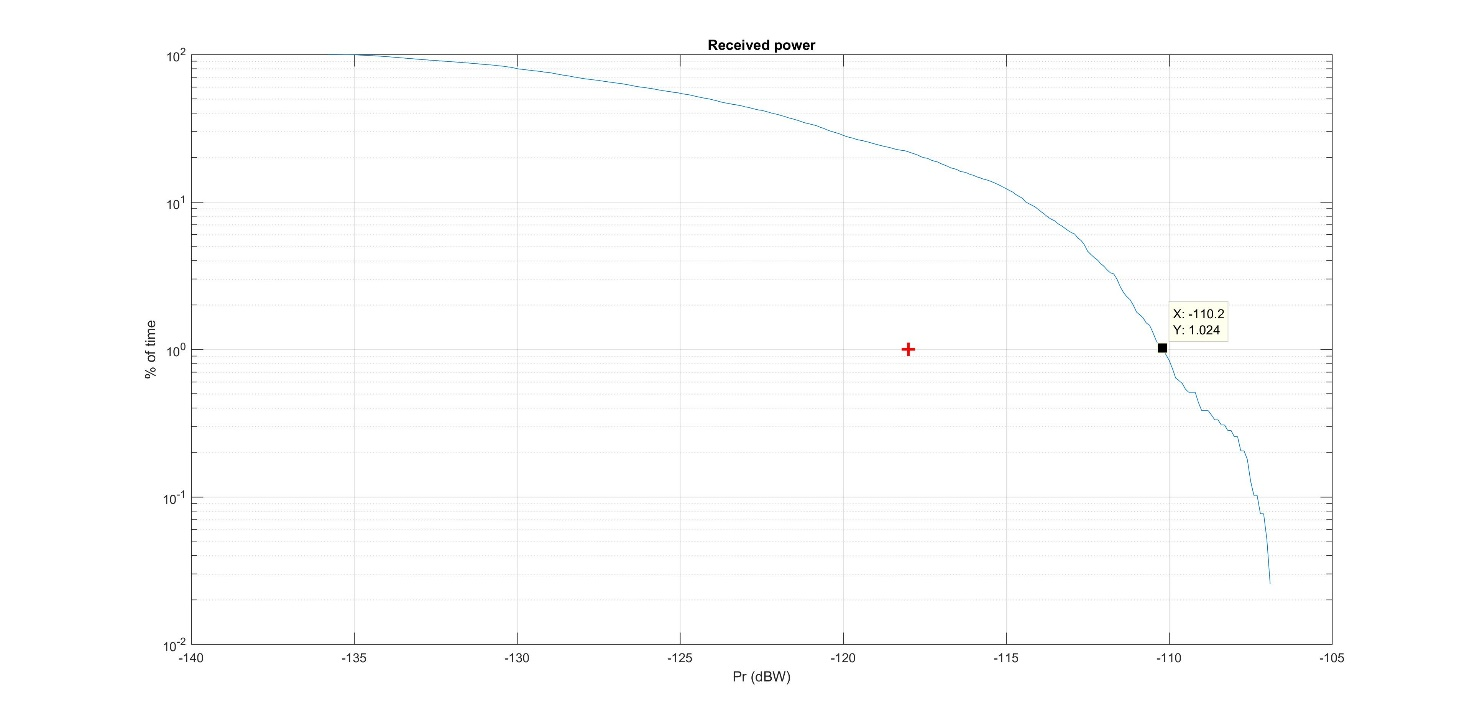 Received power
10^2
10^1
10^0
10^-1
10^-2
% of time
X: -110.2
Y: 1.024
-140 -135 -130 -125 -120 -115 -110 -105
Pr (dBW)